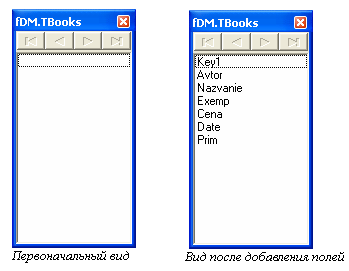 fDM.TBooks
Первоначальный вид
fDM.TBooks
Key1
Avtor
Nazvanie
Exemp
Cena
Date
Prim
Вид после добавления полей